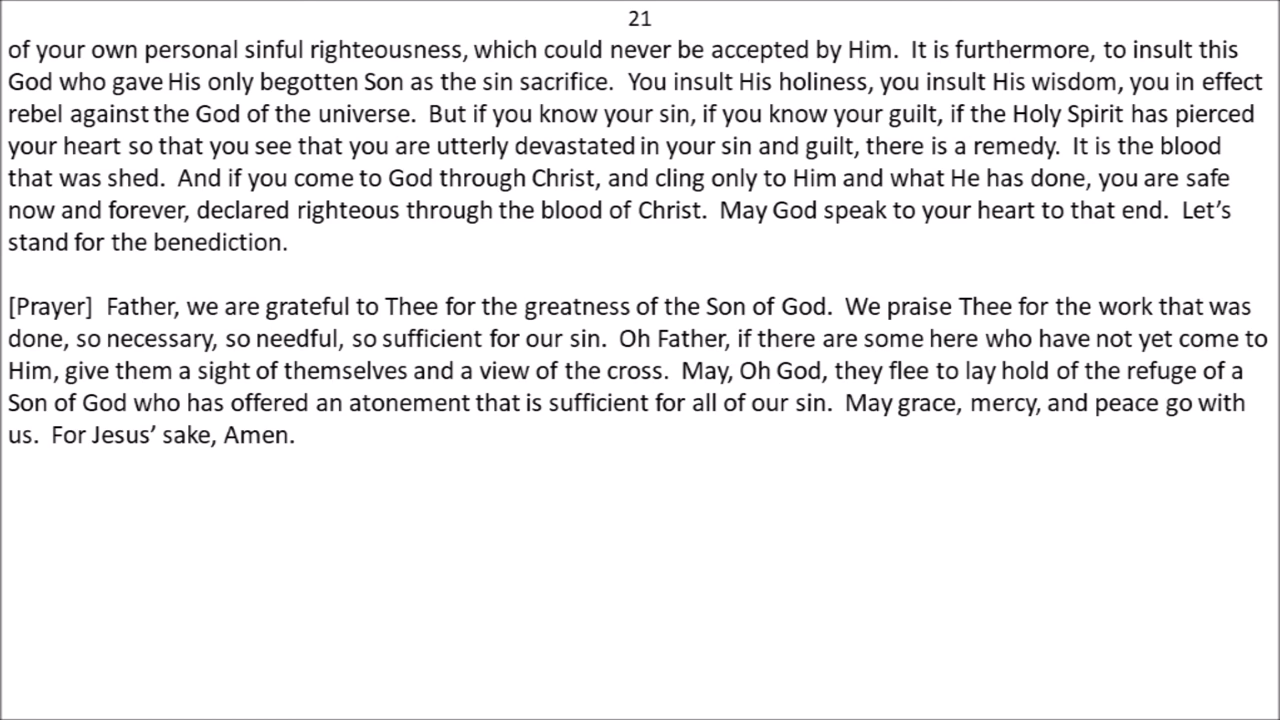 21
of your own personal sinful righteousness, which could never be accepted by Him.  It is furthermore, to insult this
God who gave His only begotten Son as the sin sacrifice.  You insult His holiness, you insult His wisdom, you in effect
rebel against the God of the universe.  But if you know your sin, if you know your guilt, if the Holy Spirit has pierced
your heart so that you see that you are utterly devastated in your sin and guilt, there is a remedy.  It is the blood
that was shed.  And if you come to God through Christ, and cling only to Him and what He has done, you are safe
now and forever, declared righteous through the blood of Christ.  May God speak to your heart to that end.  Let’s
stand for the benediction.
[Prayer]  Father, we are grateful to Thee for the greatness of the Son of God.  We praise Thee for the work that was
done, so necessary, so needful, so sufficient for our sin.  Oh Father, if there are some here who have not yet come to
Him, give them a sight of themselves and a view of the cross.  May, Oh God, they flee to lay hold of the refuge of a
Son of God who has offered an atonement that is sufficient for all of our sin.  May grace, mercy, and peace go with
us.  For Jesus’ sake, Amen.